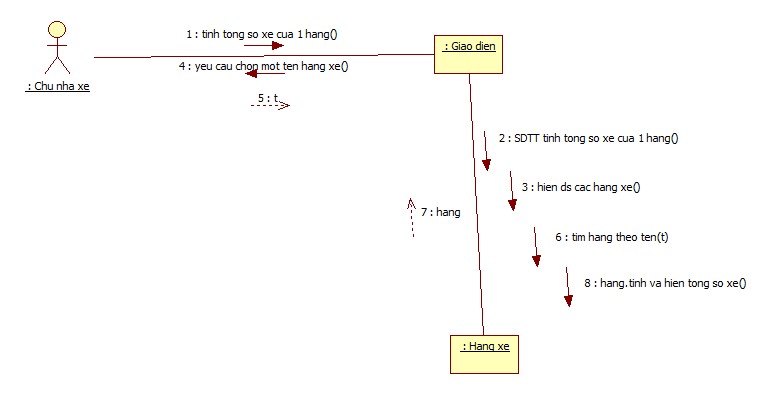 1 : tinh tong so xe cua 1 hang()
: Giao dien
4 : yeu cau chon mot ten hang xe()
: Chu nha xe
5 : t
2 : SDTT tinh tong so xe cua 1 hang()
3 : hien ds cac hang xe()
7 : hang
6 : tim hang theo ten(t)
8 : hang.tinh va hien tong so xe()
: Hang xe